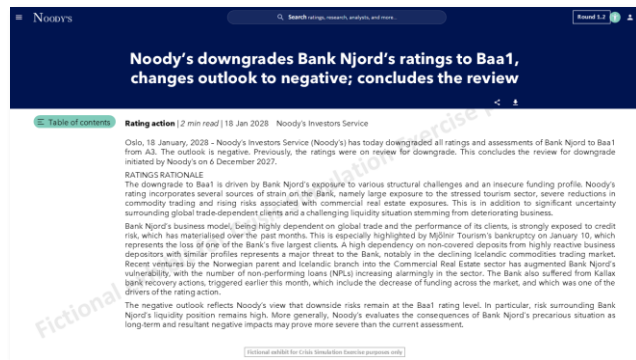 NOODY'S
Search ratings, research, analysts, and more..
Round 1.2
Noody's downgrades Bank Njord's ratings to Baa1,
changes outlook to negative; concludes the review
Table of contents
Rating action | 2 min read | 18 Jan 2028 Noody's Investors Service
Oslo, 18 January, 2028 - Noody's Investors Service (Noody's) has today downgraded all ratings and assessments of Bank Njord to Baa1
from A3. The outlook is negative. Previously, the ratings were on review for downgrade. This concludes the review for downgrade
initiated by Noody's on 6 December 2027.
RATINGS RATIONALE
The downgrade to Baa1 is driven by Bank Njord's exposure to various structural challenges and an insecure funding profile. Noody's
rating incorporates several sources of strain on the Bank, namely large exposure to the stressed tourism sector, severe reductions in
commodity trading and rising risks associated with commercial real estate exposures. This is in addition to significant uncertainty
surrounding global trade-dependent clients and a challenging liquidity situation stemming from deteriorating business.
Bank Njord's business model, being highly dependent on global trade and the performance of its clients, is strongly exposed to credit
risk, which has materialised over the past months. This is especially highlighted by Mjölnir Tourism's bankruptcy on January 10, which
represents the loss of one of the Bank's five largest clients. A high dependency on non-covered deposits from highly reactive business
depositors with similar profiles represents a major threat to the Bank, notably in the declining Icelandic commodities trading market.
Recent ventures by the Norwegian parent and Icelandic branch into the Commercial Real Estate sector has augmented Bank Njord's
vulnerability, with the number of non-performing loans (NPLs) increasing alarmingly in the sector. The Bank also suffered from Kallax
bank recovery actions, triggered earlier this month, which include the decrease of funding across the market, and which was one of the
drivers of the rating action.
The negative outlook reflects Noody's view that downside risks remain at the Baa1 rating level. In particular, risk surrounding Bank
Njord's liquidity position remains high. More generally, Noody's evaluates the consequences of Bank Njord's precarious situation as
long-term and resultant negative impacts may prove more severe than the current assessment.
Fictional exhibit for Crisis Simulation Exercise purposes only